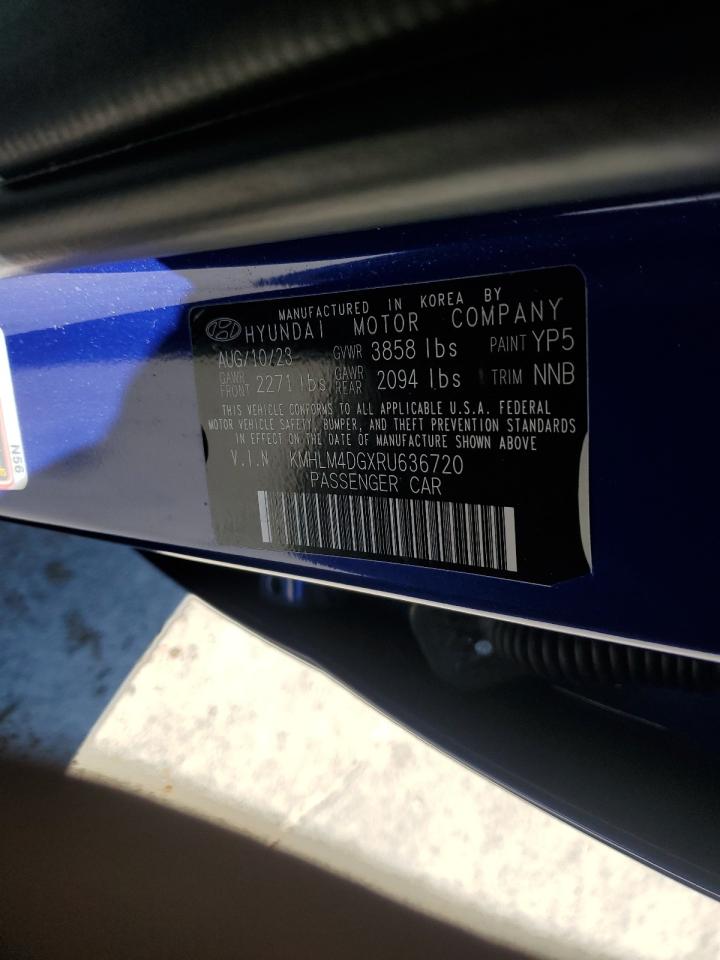 MANUFACTURED IN KOREA BY
HYUNDAI MOTOR COMPANY
AUG/10/23 GVWR 3858 lbs PAINT YP5
GAWR FRONT 2271 lbs GAWR REAR 2094 lbs TRIM NNB
THIS VEHICLE CONFORMS TO ALL APPLICABLE U.S.A. FEDERAL
MOTOR VEHICLE SAFETY, BUMPER, AND THEFT PREVENTION STANDARDS
IN EFFECT ON THE DATE OF MANUFACTURE SHOWN ABOVE
V.I.N KMHLM4DGXRU636720
PASSENGER CAR
N56